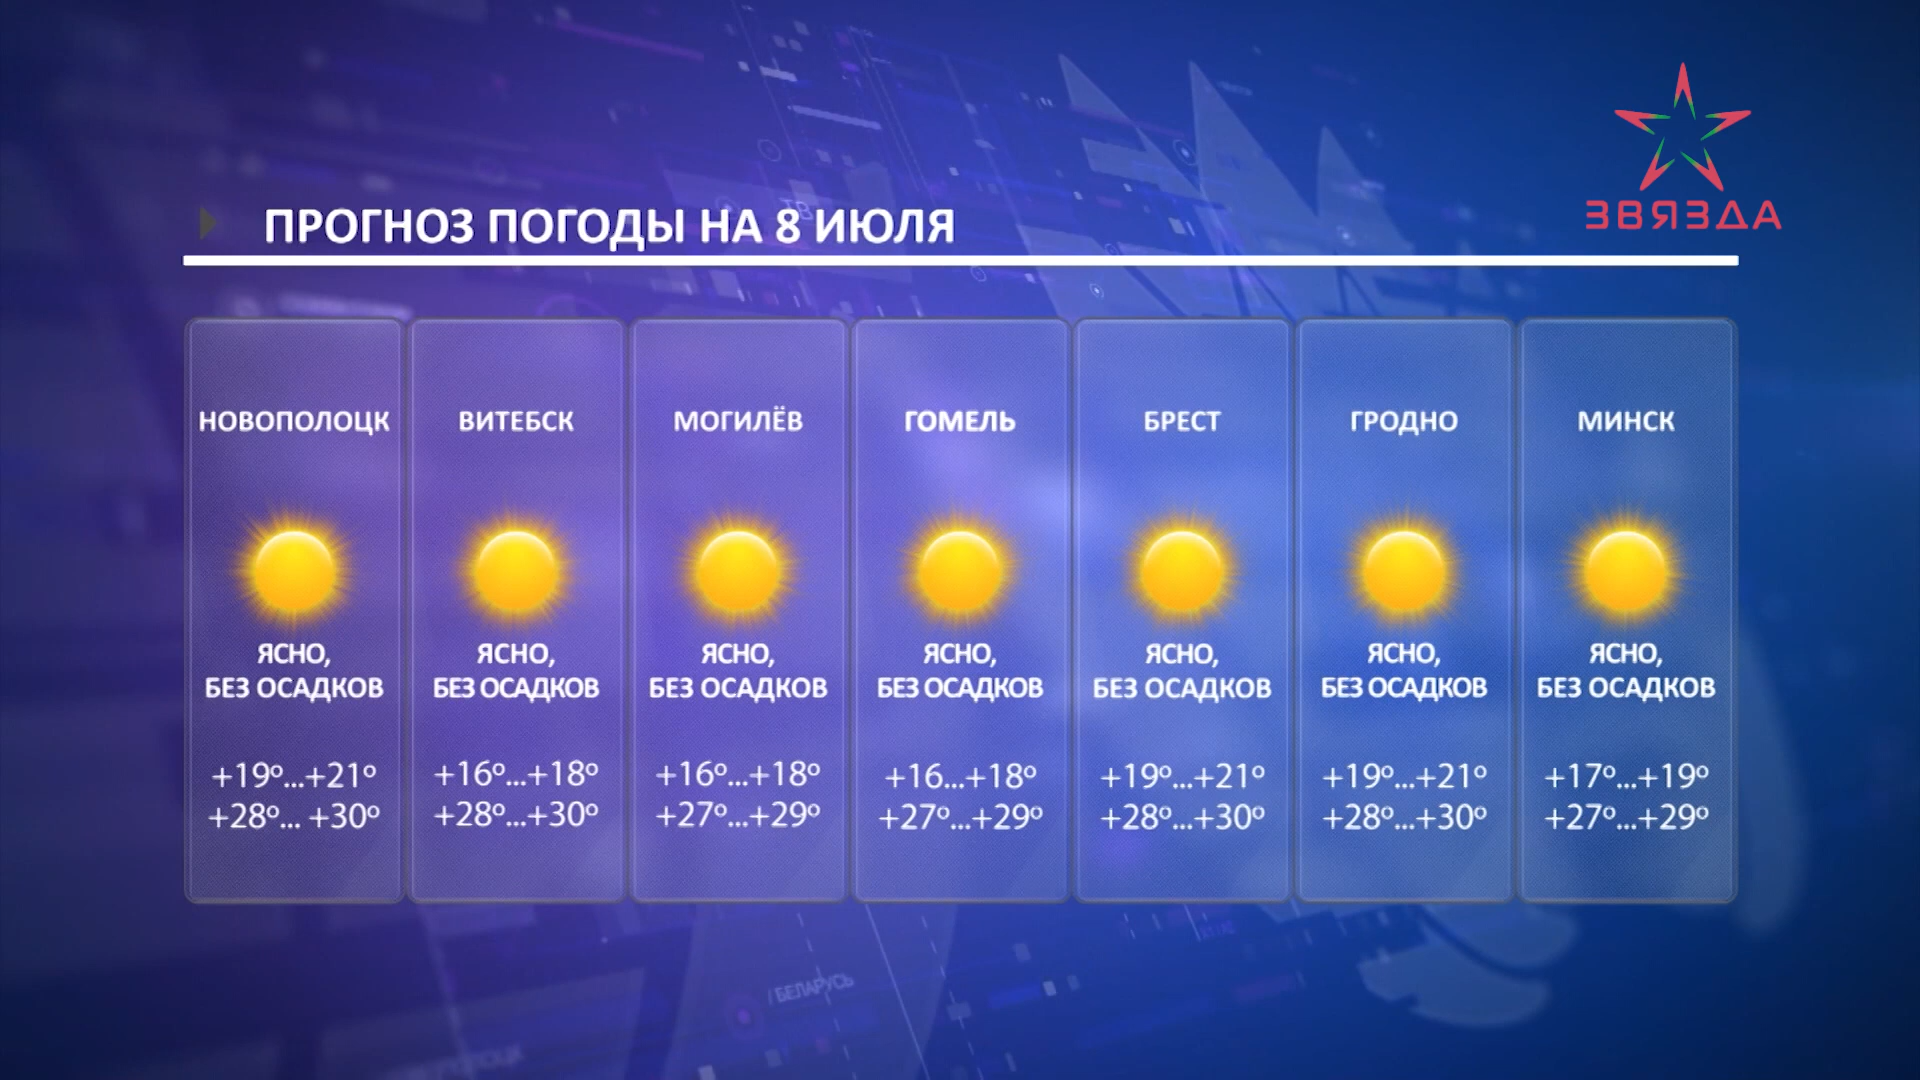 ЗВЯЗДА
ПРОГНОЗ ПОГОДЫ НА 8 ИЮЛЯ
НОВОПОЛОЦК
ЯСНО,
БЕЗ ОСАДКОВ
+19º...+21º
+28º... +30º
ВИТЕБСК
ЯСНО,
БЕЗ ОСАДКОВ
+16º...+18º
+28º...+30º
МОГИЛЁВ
ЯСНО,
БЕЗ ОСАДКОВ
+16º...+18º
+27º...+29º
ГОМЕЛЬ
ЯСНО,
БЕЗ ОСАДКОВ
+16...+18º
+27º...+29º
БРЕСТ
ЯСНО,
БЕЗ ОСАДКОВ
+19º...+21º
+28º...+30º
ГРОДНО
ЯСНО,
БЕЗ ОСАДКОВ
+19º...+21º
+28º...+30º
МИНСК
ЯСНО,
БЕЗ ОСАДКОВ
+17º...+19º
+27º...+29º
/ БЕЛАРУСЬ